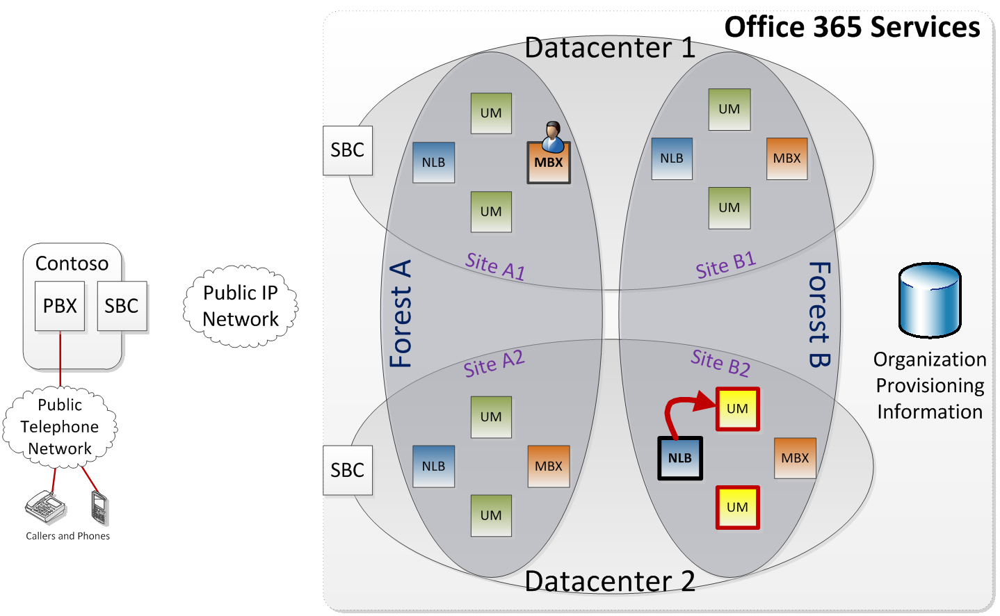 Office 365 Services
Datacenter 1
UM
UM
SBC
NLB
MBX
NLB
MBX
UM
UM
Site A1
Site B1
Contoso
PBX
SBC
Public IP
Network
Forest A
Forest B
Organization
Provisioning
Information
Site A2
Site B2
Public
Telephone
Network
UM
UM
SBC
NLB
MBX
NLB
MBX
UM
UM
Callers and Phones
Datacenter 2